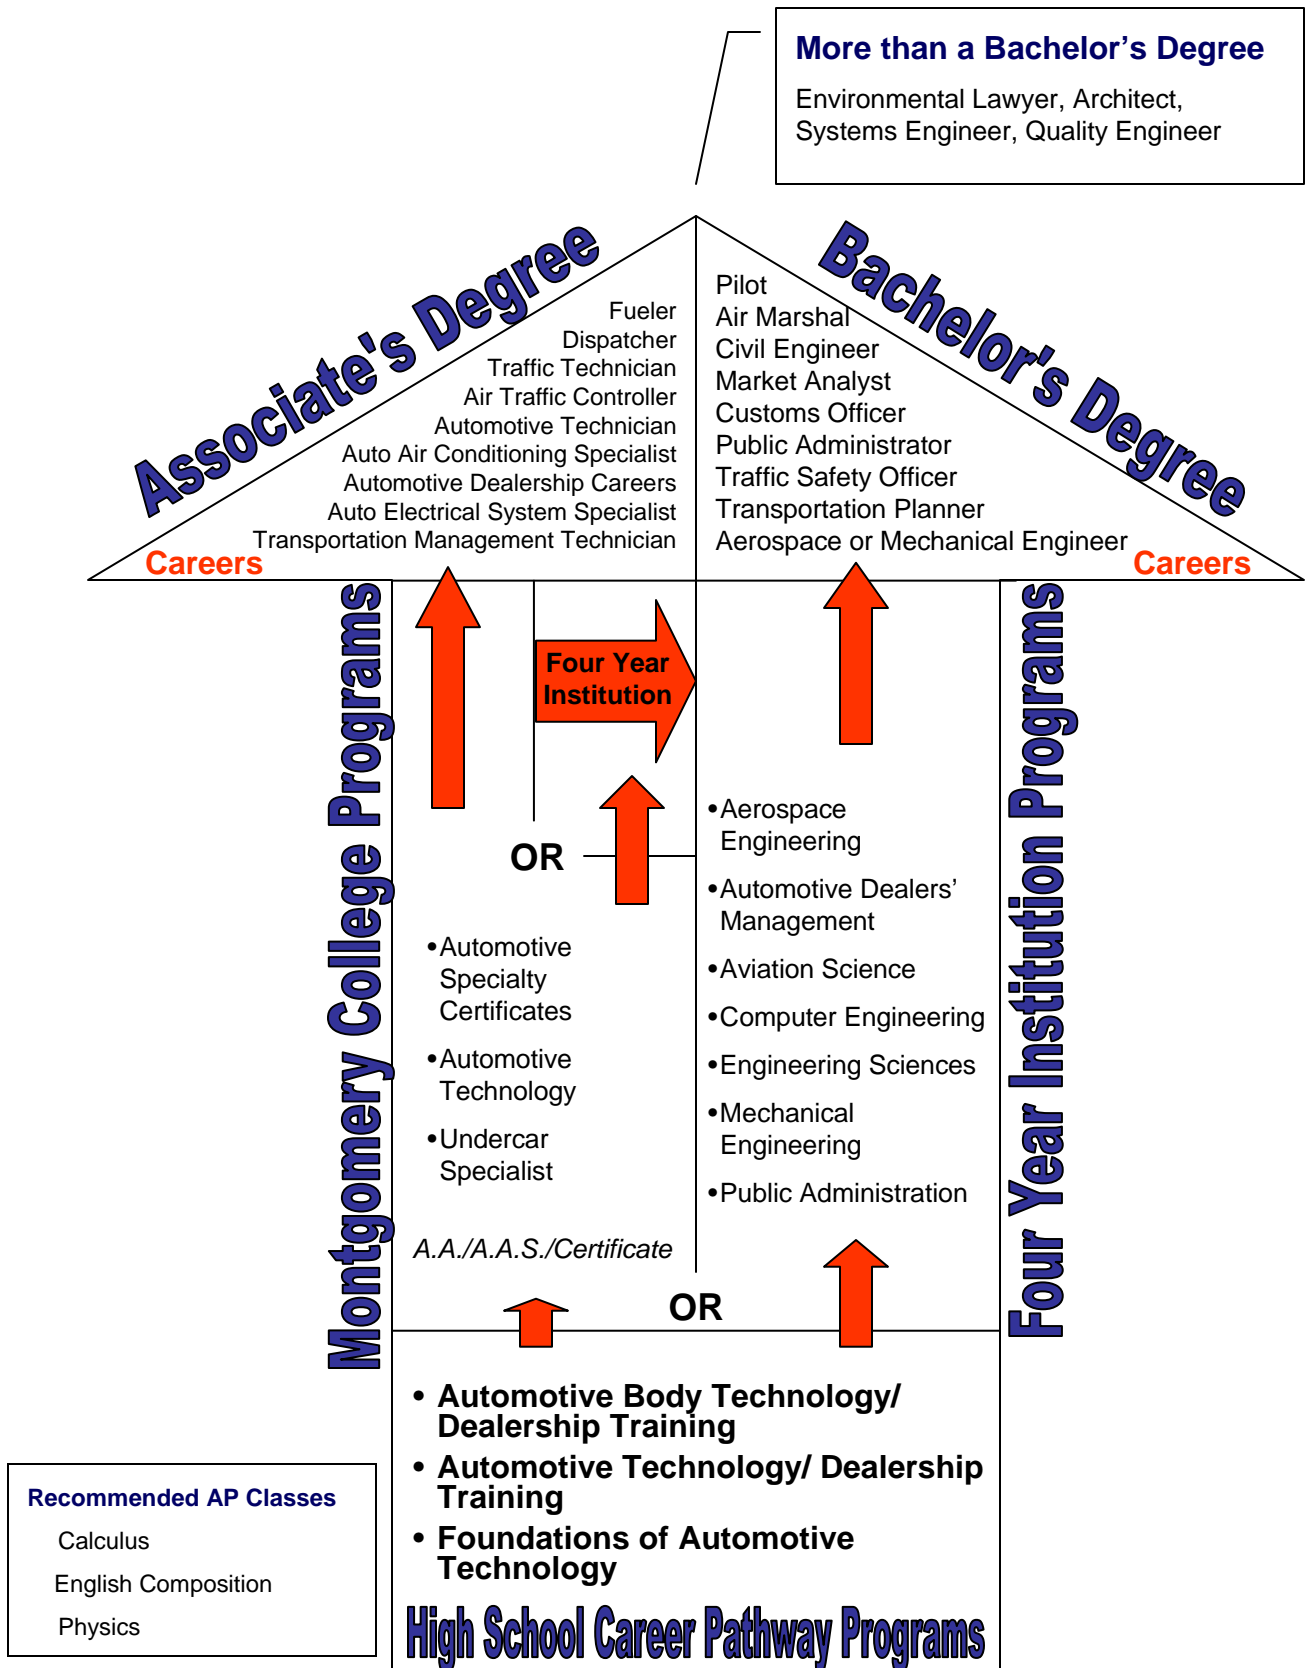 More than a Bachelor’s Degree
Environmental Lawyer, Architect,
Systems Engineer, Quality Engineer
Associate's Degree
Bachelor's Degree
Fueler
Dispatcher
Traffic Technician
Air Traffic Controller
Automotive Technician
Auto Air Conditioning Specialist
Automotive Dealership Careers
Auto Electrical System Specialist
Transportation Management Technician
Careers
Pilot
Air Marshal
Civil Engineer
Market Analyst
Customs Officer
Public Administrator
Traffic Safety Officer
Transportation Planner
Aerospace or Mechanical Engineer
Careers
Montgomery College Programs
Four Year
Institution
OR
•Automotive
Specialty
Certificates
•Automotive
Technology
•Undercar
Specialist
A.A./A.A.S./Certificate
•Aerospace
Engineering
•Automotive Dealers’
Management
•Aviation Science
•Computer Engineering
•Engineering Sciences
•Mechanical
Engineering
•Public Administration
Four Year Institution Programs
OR
• Automotive Body Technology/
Dealership Training
• Automotive Technology/ Dealership
Training
• Foundations of Automotive
Technology
High School Career Pathway Programs
Recommended AP Classes
Calculus
English Composition
Physics